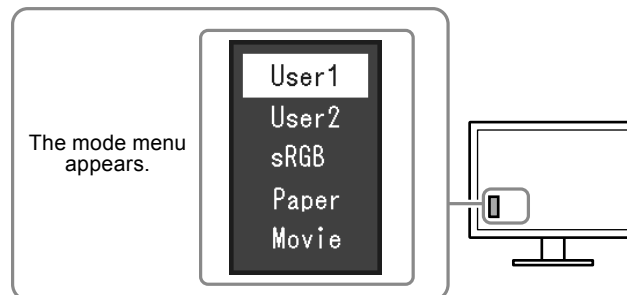 The mode menu
appears.
User1
User2
sRGB
Paper
Movie